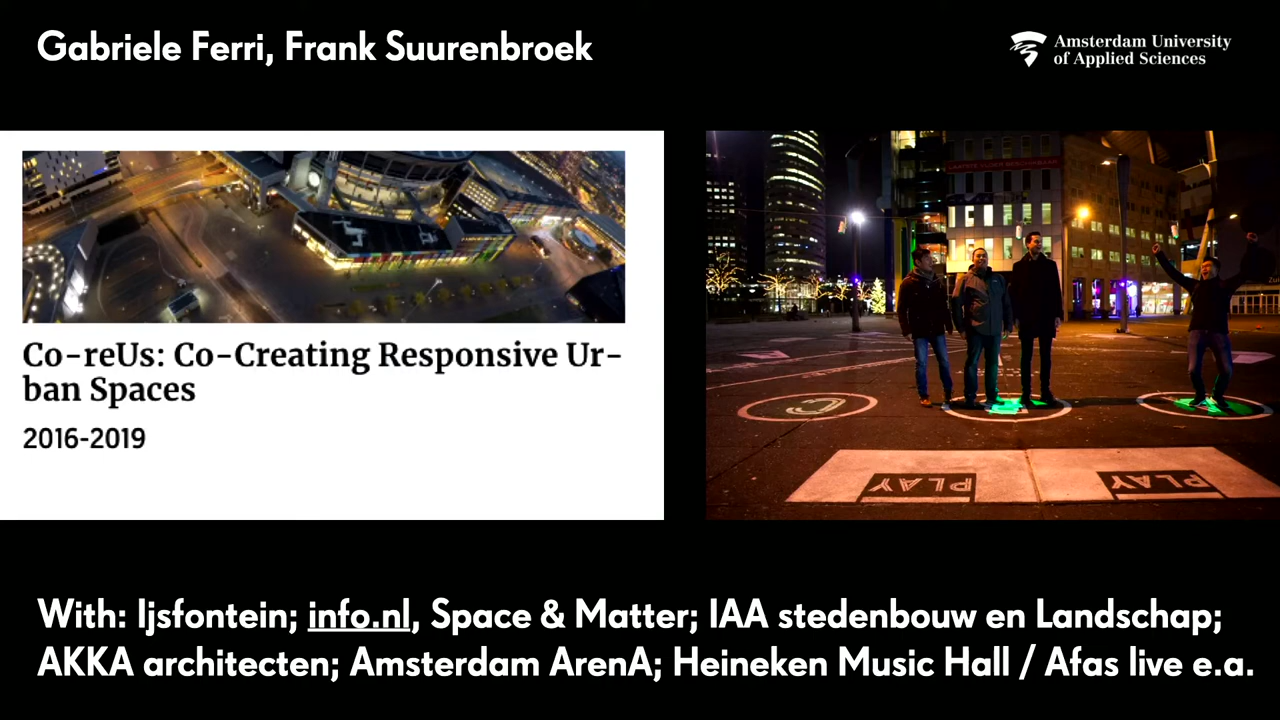 Gabriele Ferri, Frank Suurenbroek
Amsterdam University
of Applied Sciences
Co-reUs: Co-Creating Responsive Ur-
ban Spaces
2016-2019
PLAY
PLAY
With: Ijsfontein; info.nl, Space & Matter; IAA stedenbouw en Landschap;
AKKA architecten; Amsterdam ArenA; Heineken Music Hall / Afas live e.a.